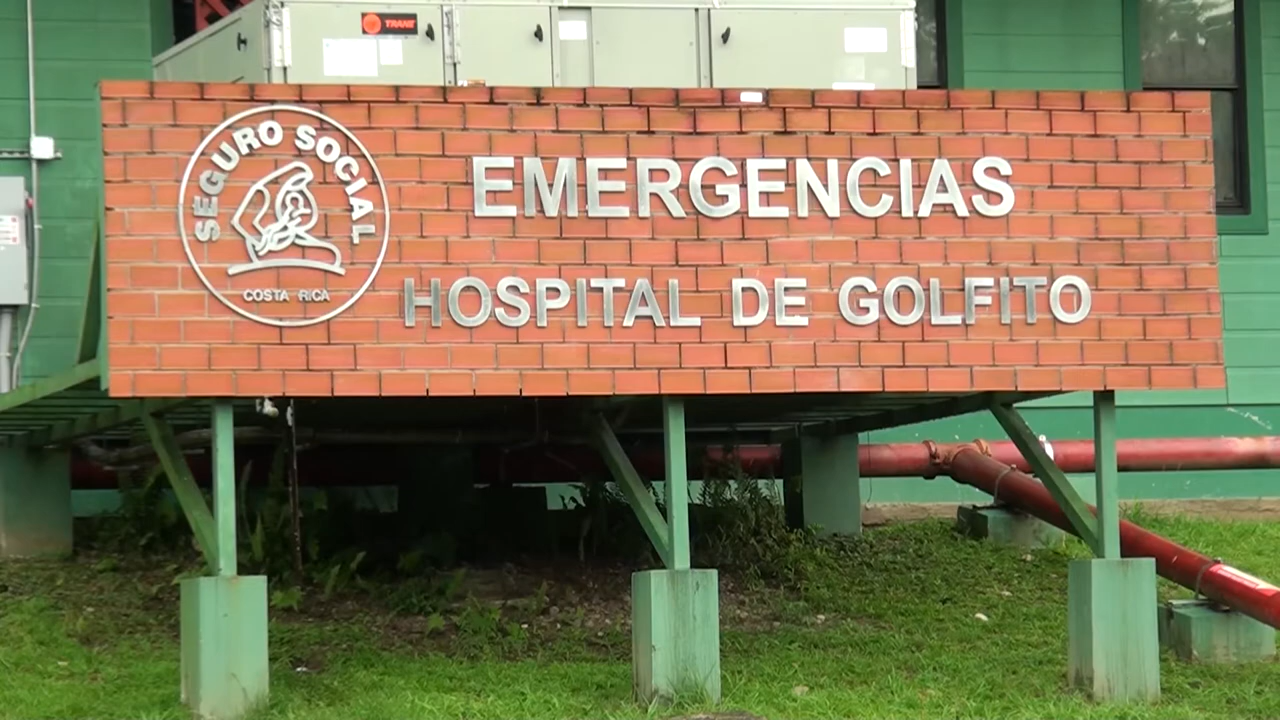 TRANE
SEGURO SOCIAL
COSTA RICA
EMERGENCIAS
HOSPITAL DE GOLFITO